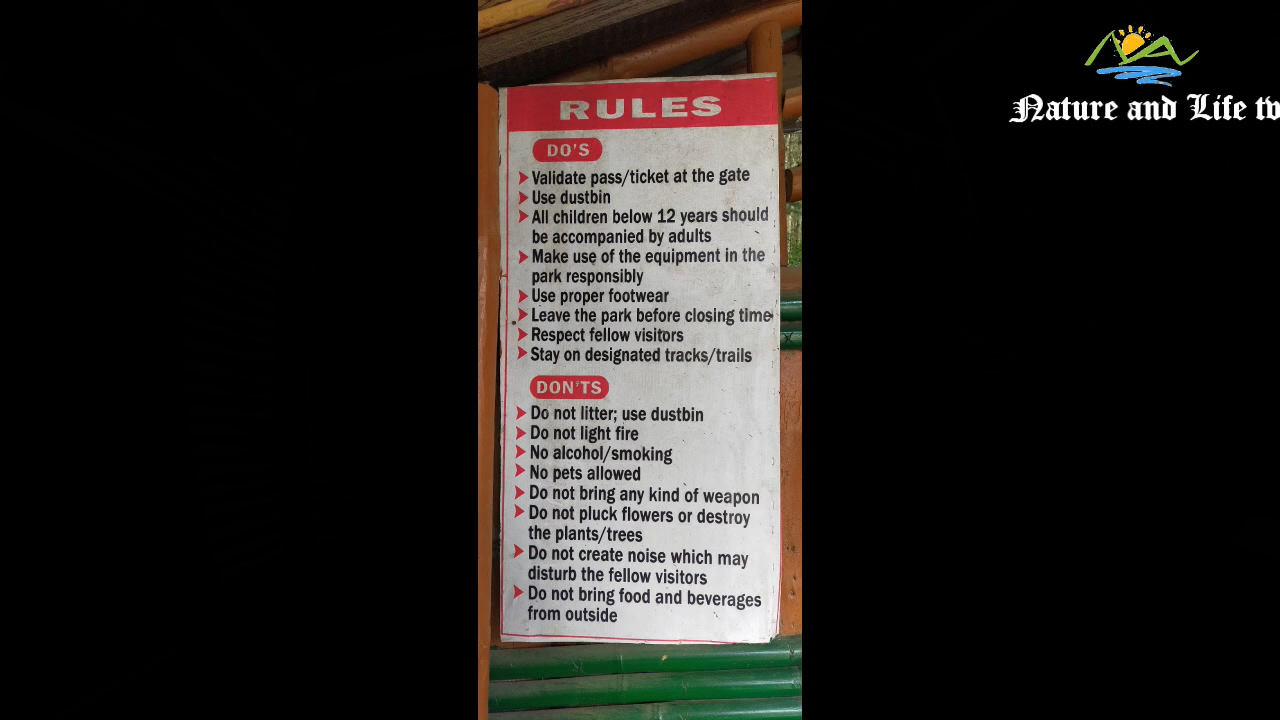 Nature and Life tv
RULES
DO'S
Validate pass/ticket at the gate
Use dustbin
All children below 12 years should
be accompanied by adults
Make use of the equipment in the
park responsibly
Use proper footwear
Leave the park before closing time
Respect fellow visitors
Stay on designated tracks/trails
DON'TS
Do not litter; use dustbin
Do not light fire
No alcohol/smoking
No pets allowed
Do not bring any kind of weapon
Do not pluck flowers or destroy
the plants/trees
Do not create noise which may
disturb the fellow visitors
Do not bring food and beverages
from outside